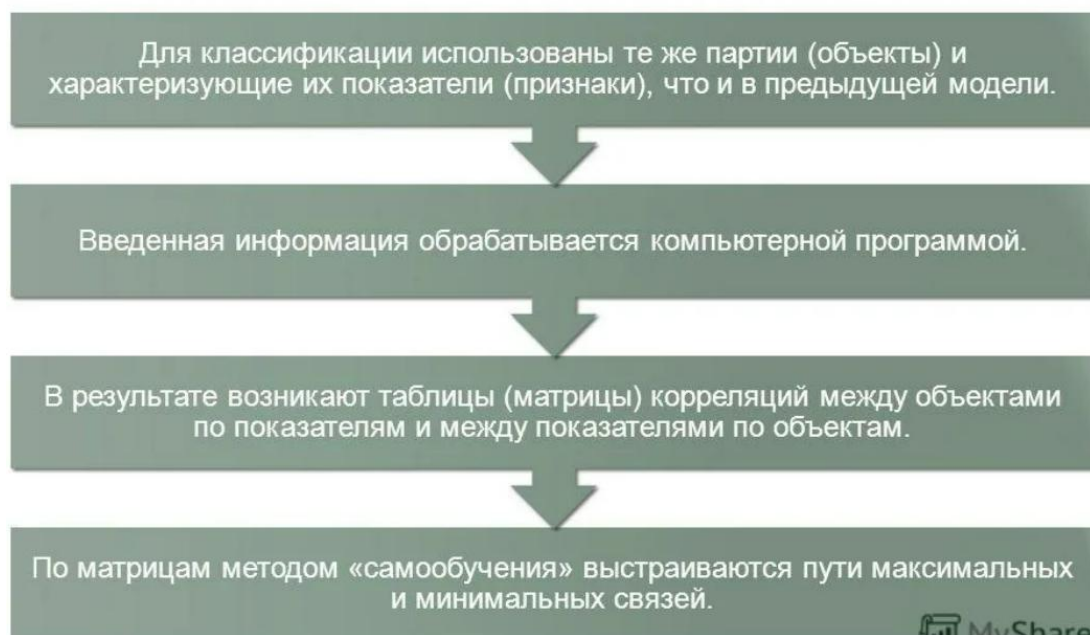 Для классификации использованы те же партии (объекты) и
характеризующие их показатели (признаки), что и в предыдущей модели.
Введенная информация обрабатывается компьютерной программой.
В результате возникают таблицы (матрицы) корреляций между объектами
по показателям и между показателями по объектам.
По матрицам методом «самообучения» выстраиваются пути максимальных
и минимальных связей.
MyShare